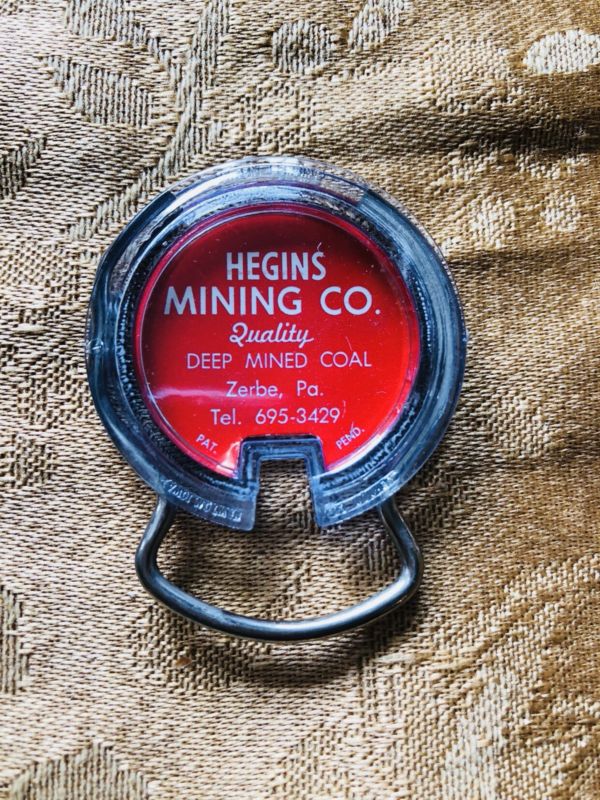 HEGINS
MINING CO.
Quality
DEEP MINED COAL
Zerbe, Pa.
Tel. 695-3429
PAT. PEND.